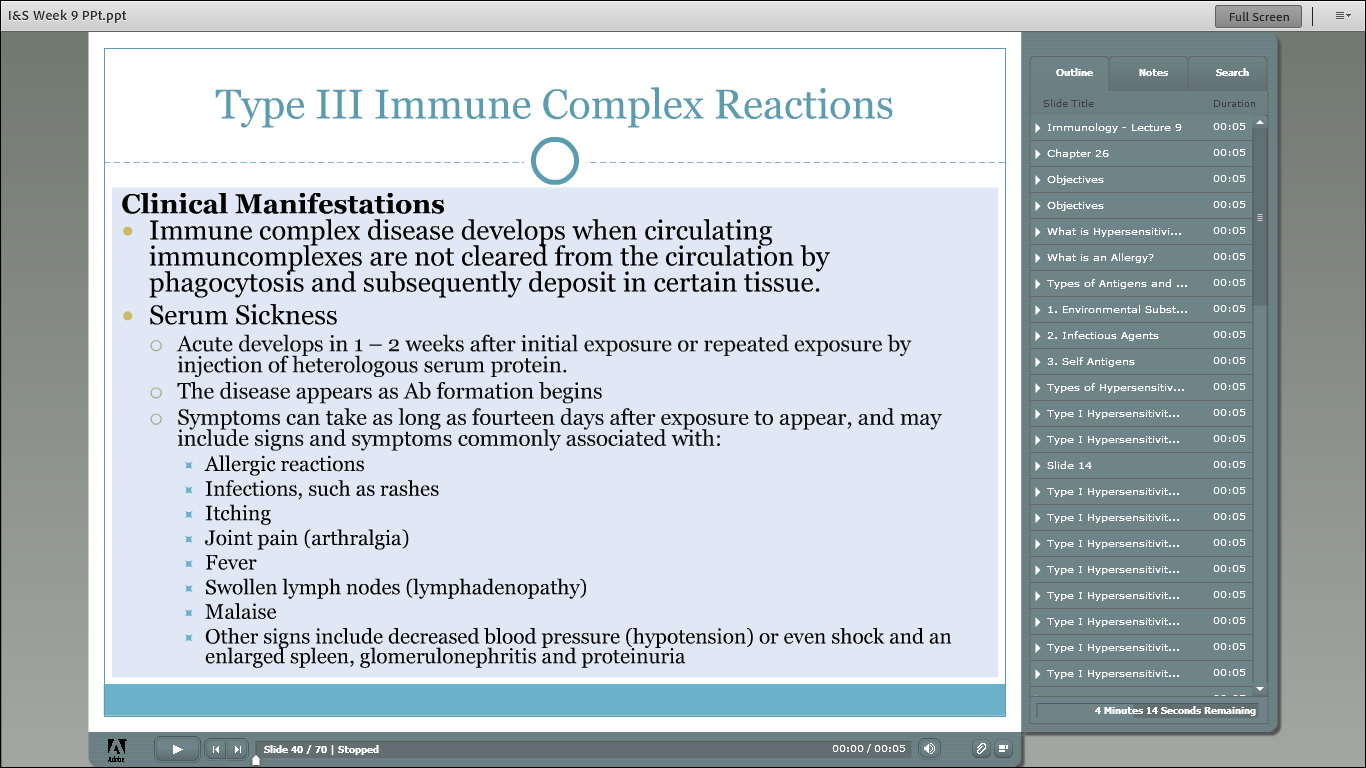 I&S Week 9 PPt.ppt
Full Screen
Type III Immune Complex Reactions
Clinical Manifestations
Immune complex disease develops when circulating
immuncomplexes are not cleared from the circulation by
phagocytosis and subsequently deposit in certain tissue.
Serum Sickness
Acute develops in 1 – 2 weeks after initial exposure or repeated exposure by
injection of heterologous serum protein.
The disease appears as Ab formation begins
Symptoms can take as long as fourteen days after exposure to appear, and may
include signs and symptoms commonly associated with:
Allergic reactions
Infections, such as rashes
Itching
Joint pain (arthralgia)
Fever
Swollen lymph nodes (lymphadenopathy)
Malaise
Other signs include decreased blood pressure (hypotension) or even shock and an
enlarged spleen, glomerulonephritis and proteinuria
Outline Notes Search
Slide Title Duration
Immunology - Lecture 9 00:05
Chapter 26 00:05
Objectives 00:05
Objectives 00:05
What is Hypersensitivi... 00:05
What is an Allergy? 00:05
Types of Antigens and ... 00:05
1. Environmental Subst... 00:05
2. Infectious Agents 00:05
3. Self Antigens 00:05
Types of Hypersensitiv... 00:05
Type I Hypersensitivit... 00:05
Type I Hypersensitivit... 00:05
Slide 14 00:05
Type I Hypersensitivit... 00:05
Type I Hypersensitivit... 00:05
Type I Hypersensitivit... 00:05
Type I Hypersensitivit... 00:05
Type I Hypersensitivit... 00:05
Type I Hypersensitivit... 00:05
Type I Hypersensitivit... 00:05
Type I Hypersensitivit... 00:05
4 Minutes 14 Seconds Remaining
Adobe
Slide 40 / 70 | Stopped
00:00 / 00:05